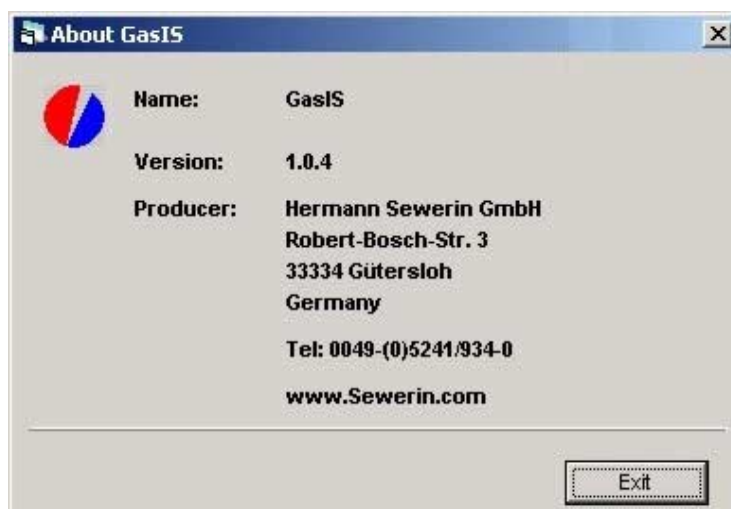 About GasIS
Name: GasIS
Version: 1.0.4
Producer: Hermann Sewerin GmbH
Robert-Bosch-Str. 3
33334 Gütersloh
Germany
Tel: 0049-(0)5241/934-0
www.Sewerin.com
Exit